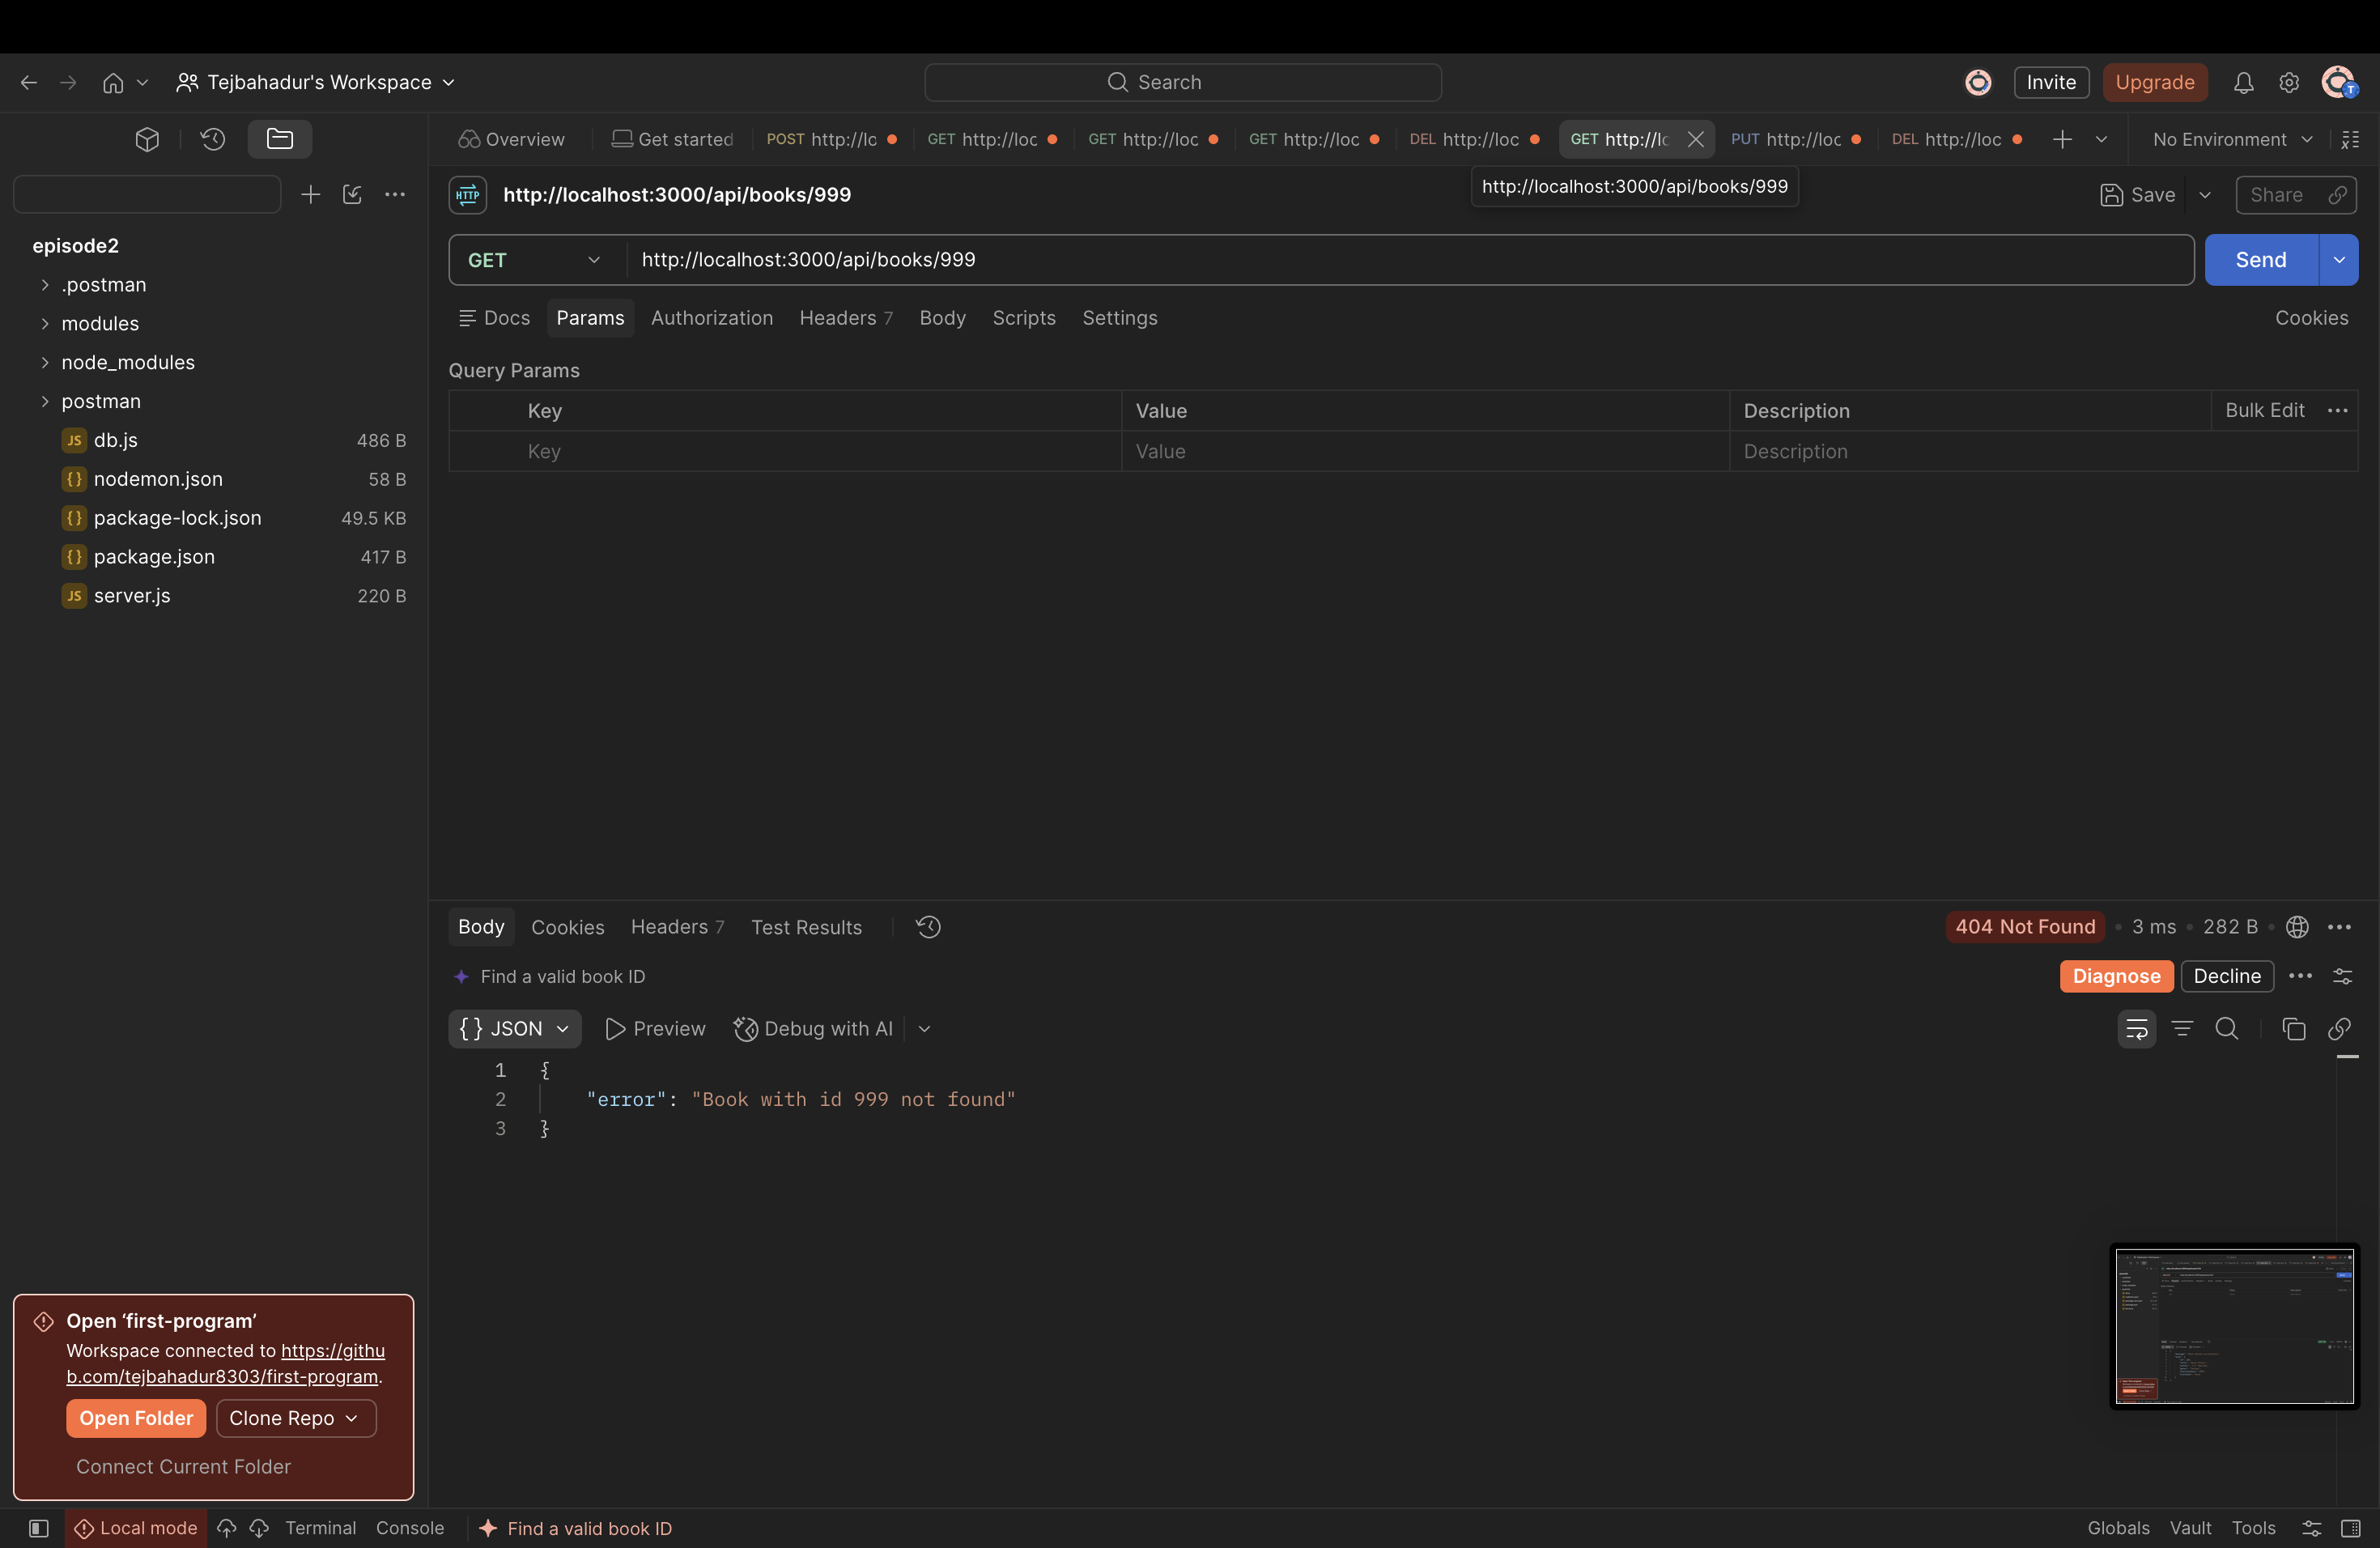 Tejbahadur's Workspace
Search
Invite
Upgrade
T
Overview
Get started
POST http://lc
GET http://loc
GET http://loc
GET http://loc
DEL http://loc
GET http://lc
PUT http://loc
DEL http://loc
No Environment
HTTP
http://localhost:3000/api/books/999
http://localhost:3000/api/books/999
Save
Share
episode2
GET
http://localhost:3000/api/books/999
Send
.postman
modules
node_modules
postman
JS db.js 486 B
{} nodemon.json 58 B
{} package-lock.json 49.5 KB
{} package.json 417 B
JS server.js 220 B
Docs
Params
Authorization
Headers 7
Body
Scripts
Settings
Cookies
Query Params
Key Value Description Bulk Edit
Key Value Description
Body
Cookies
Headers 7
Test Results
404 Not Found • 3 ms • 282 B •
Find a valid book ID
Diagnose
Decline
{} JSON
Preview
Debug with AI
1 {
2 "error": "Book with id 999 not found"
3 }
Open ‘first-program’
Workspace connected to https://githu
b.com/tejbahadur8303/first-program.
Open Folder
Clone Repo
Connect Current Folder
Local mode
Terminal
Console
Find a valid book ID
Globals
Vault
Tools